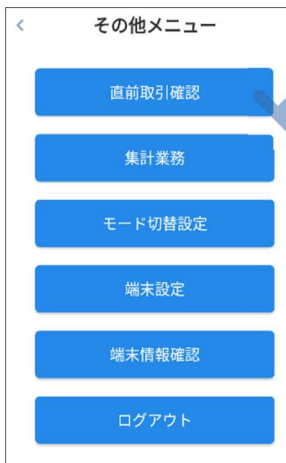 その他メニュー
直前取引確認
集計業務
モード切替設定
端末設定
端末情報確認
ログアウト